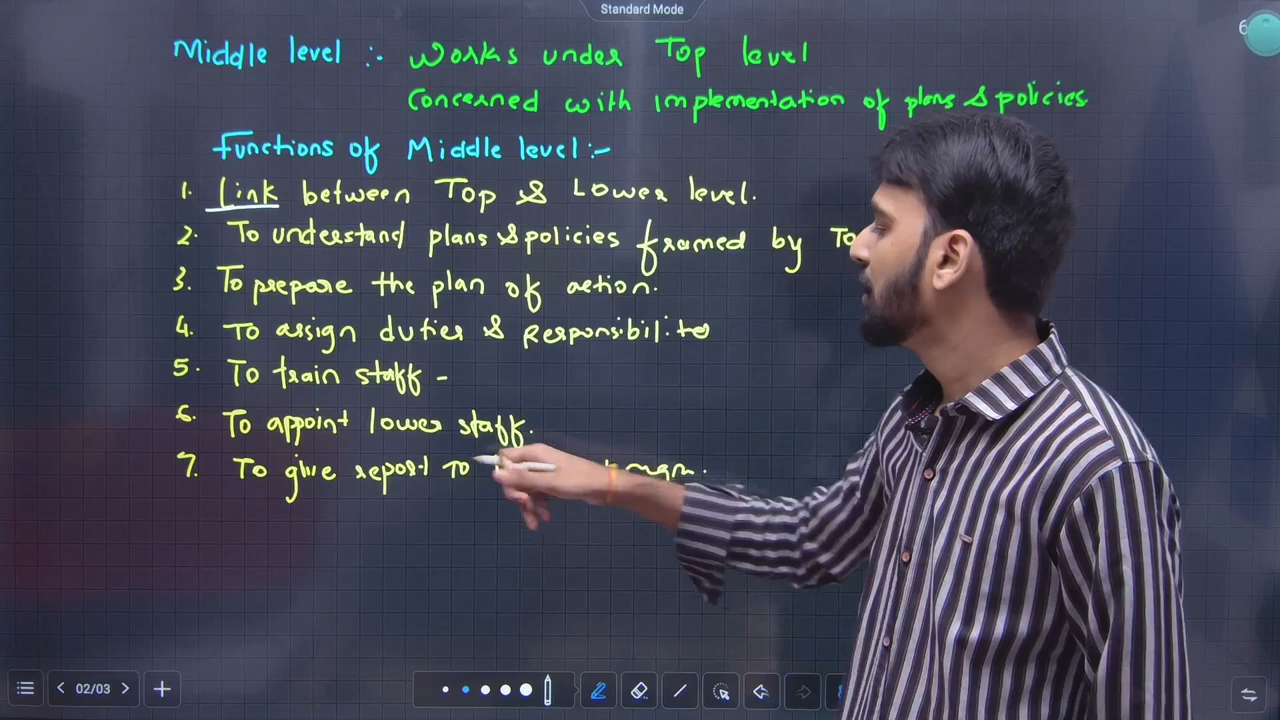 Standard Mode
6
Middle level :- Works under Top level
Concerned with implementation of plans & policies
Functions of Middle level :-
1. Link between Top & Lower level.
2. To understand plans & policies framed by To
3. To prepare the plan of action.
4. To assign duties & Responsibilites
5. To train staff -
6. To appoint lower staff.
7. To give report to
02/03